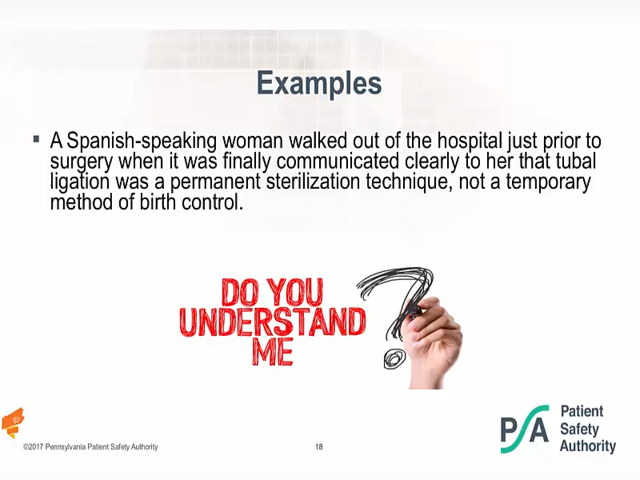 Examples
▪ A Spanish-speaking woman walked out of the hospital just prior to
surgery when it was finally communicated clearly to her that tubal
ligation was a permanent sterilization technique, not a temporary
method of birth control.
DO YOU
UNDERSTAND
ME ?
©2017 Pennsylvania Patient Safety Authority
18
PSA
Patient
Safety
Authority